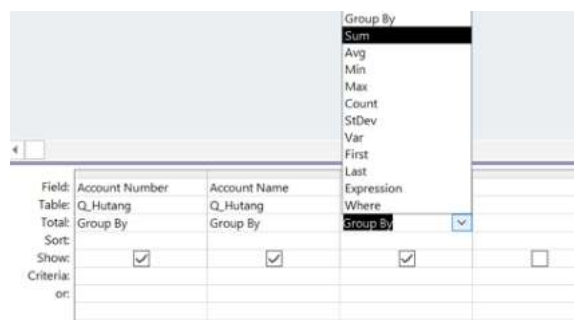 Group By
Sum
Avg
Min
Max
Count
StDev
Var
First
Last
Expression
Where
Field: Account Number Account Name
Table: Q_Hutang Q_Hutang
Total: Group By Group By Group By
Sort:
Show:
Criteria:
or: